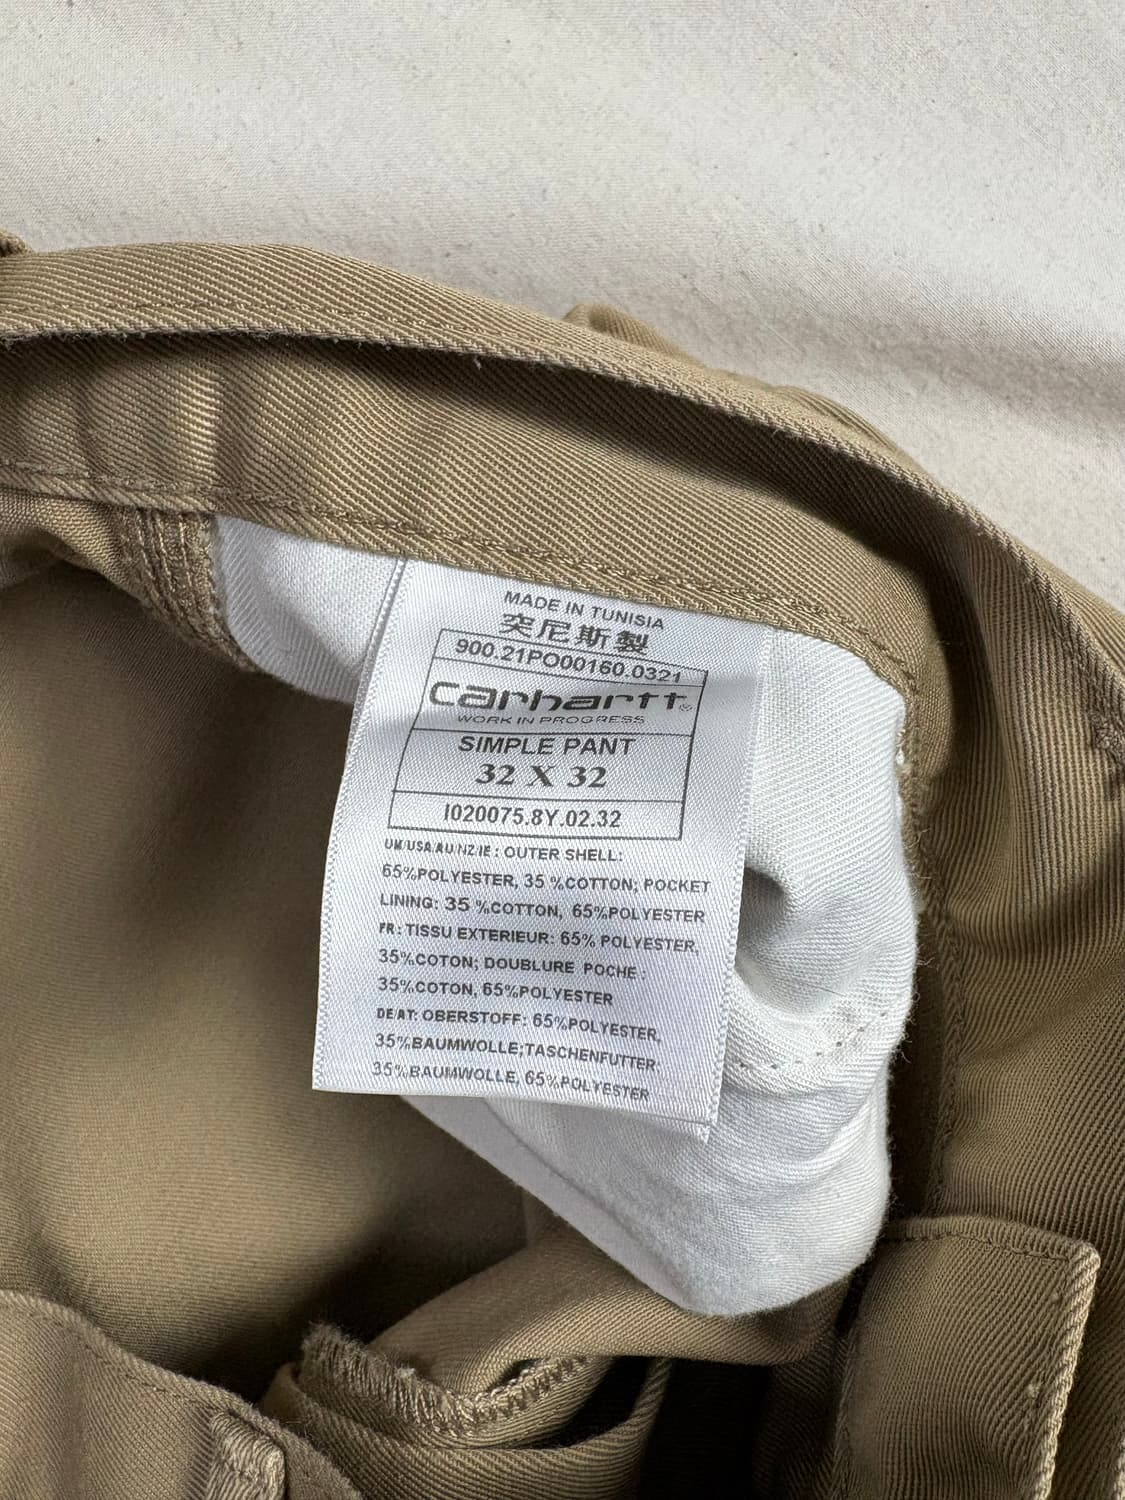 MADE IN TUNISIA
突尼斯製
900.21PO00160.0321
carhartt®
WORK IN PROGRESS
SIMPLE PANT
32 X 32
I020075.8Y.02.32
UK/USA/AU/NZ/IE : OUTER SHELL:
65%POLYESTER, 35 %COTTON; POCKET
LINING: 35 %COTTON, 65%POLYESTER
FR : TISSU EXTERIEUR: 65% POLYESTER,
35%COTON; DOUBLURE POCHE :
35%COTON, 65%POLYESTER
DE/AT: OBERSTOFF: 65%POLYESTER,
35%BAUMWOLLE;TASCHENFUTTER:
35%BAUMWOLLE, 65%POLYESTER